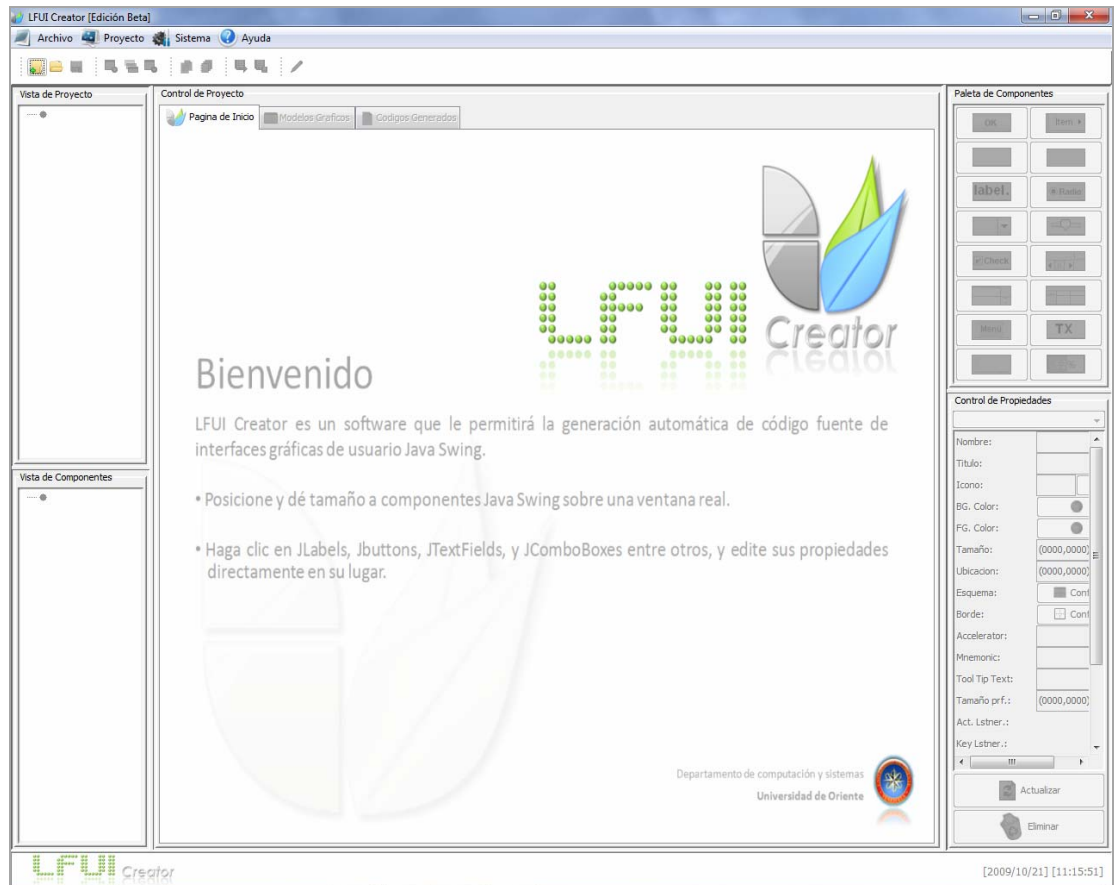 LFUI Creator [Edición Beta]
Archivo Proyecto Sistema Ayuda
Vista de Proyecto
Control de Proyecto
Pagina de Inicio Modelos Graficos Codigos Generados
LFUI
Creator
Bienvenido
LFUI Creator es un software que le permitirá la generación automática de código fuente de
interfaces gráficas de usuario Java Swing.
• Posicione y dé tamaño a componentes Java Swing sobre una ventana real.
• Haga clic en JLabels, Jbuttons, JTextFields, y JComboBoxes entre otros, y edite sus propiedades
directamente en su lugar.
Departamento de computación y sistemas
Universidad de Oriente
Vista de Componentes
Paleta de Componentes
OK Item
label. Radio
Check
Menú TX
Control de Propiedades
Nombre:
Titulo:
Icono:
BG. Color:
FG. Color:
Tamaño: (0000,0000)
Ubicacion: (0000,0000)
Esquema: Conf
Borde: Conf
Accelerator:
Mnemonic:
Tool Tip Text:
Tamaño prf.: (0000,0000)
Act. Lstner.:
Key Lstner.:
Actualizar
Eliminar
LFUI Creator
[2009/10/21] [11:15:51]